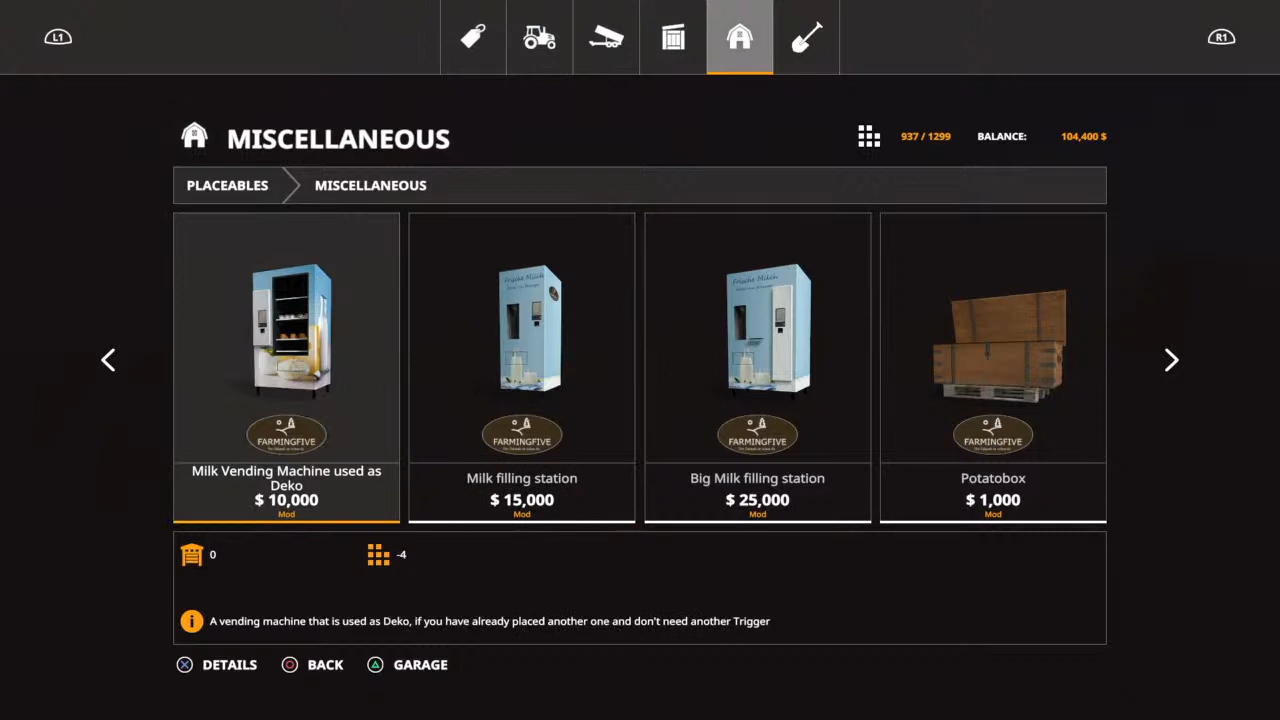 L1
R1
MISCELLANEOUS
937 / 1299
BALANCE:
104,400 $
PLACEABLES
MISCELLANEOUS
Frische Milch
Frische Milch
FARMINGFIVE
FARMINGFIVE
FARMINGFIVE
FARMINGFIVE
Milk Vending Machine used as
Deko
$ 10,000
Mod
Milk filling station
$ 15,000
Mod
Big Milk filling station
$ 25,000
Mod
Potatobox
$ 1,000
Mod
0
-4
A vending machine that is used as Deko, if you have already placed another one and don't need another Trigger
DETAILS
BACK
GARAGE